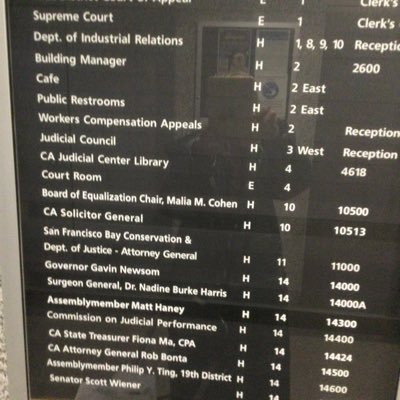 Court of Appeal E 1 Clerk's
Supreme Court E 1 Clerk's
Dept. of Industrial Relations H 1, 8, 9, 10 Reception
Building Manager H 2 2600
Cafe H 2 East
Public Restrooms H 2 East
Workers Compensation Appeals H 2 Reception
Judicial Council H 3 West Reception
CA Judicial Center Library H 4 4618
Court Room E 4
Board of Equalization Chair, Malia M. Cohen H 10 10500
CA Solicitor General H 10 10513
San Francisco Bay Conservation &
Dept. of Justice - Attorney General H 11 11000
Governor Gavin Newsom H 14 14000
Surgeon General, Dr. Nadine Burke Harris H 14 14000A
Assemblymember Matt Haney H 14 14300
Commission on Judicial Performance H 14 14400
CA State Treasurer Fiona Ma, CPA H 14 14424
CA Attorney General Rob Bonta H 14 14500
Assemblymember Philip Y. Ting, 19th District H 14 14600
Senator Scott Wiener H 14